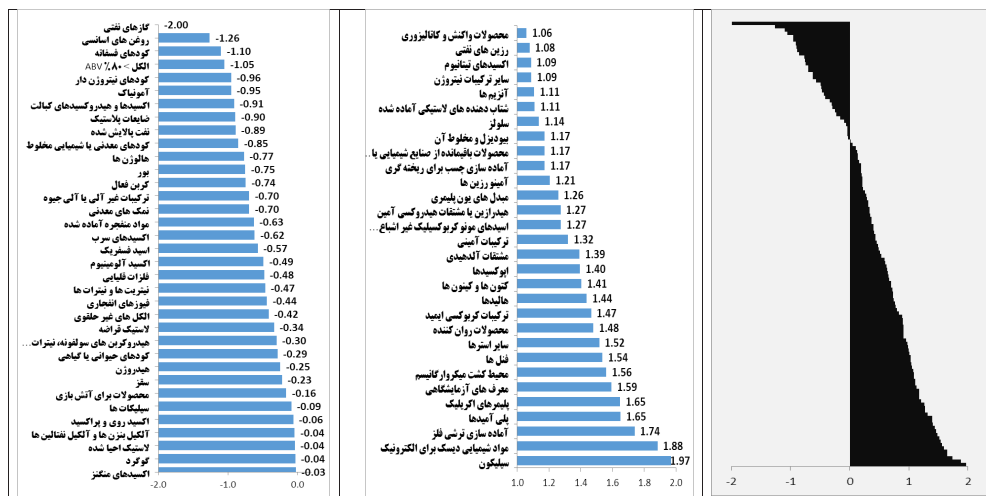 گازهای نفتی -2.00
روغن های اسانسی -1.26
کودهای فسفاته -1.10
الکل > ۸۰٪ ABV -1.05
کودهای نیتروژن دار -0.96
آمونیاک -0.95
اکسیدها و هیدروکسیدهای کبالت -0.91
ضایعات پلاستیک -0.90
نفت پالایش شده -0.89
کودهای معدنی یا شیمیایی مخلوط -0.85
هالوژن ها -0.77
بور -0.75
کربن فعال -0.74
ترکیبات غیر آلی یا آلی جیوه -0.70
نمک های معدنی -0.70
مواد منفجره آماده شده -0.63
اکسیدهای سرب -0.62
اسید فسفریک -0.57
اکسید آلومینیوم -0.49
فلزات قلیایی -0.48
نیتریت ها و نیترات ها -0.47
فیوزهای انفجاری -0.44
الکل های غیر حلقوی -0.42
لاستیک قراضه -0.34
هیدروکربن های سولفونه، نیترات... -0.30
کودهای حیوانی یا گیاهی -0.29
هیدروژن -0.25
سقز -0.23
محصولات برای آتش بازی -0.16
سیلیکات ها -0.09
اکسید روی و پراکسید -0.06
آلکیل بنزن ها و آلکیل نفتالین ها -0.04
لاستیک احیا شده -0.04
گوگرد -0.04
اکسیدهای منگنز -0.03
-2.0 -1.0 0.0
محصولات واکنش و کاتالیزوری 1.06
رزین های نفتی 1.08
اکسیدهای تیتانیوم 1.09
سایر ترکیبات نیتروژن 1.09
آنزیم ها 1.11
شتاب دهنده های لاستیکی آماده شده 1.11
سلولز 1.14
بیودیزل و مخلوط آن 1.17
محصولات باقیمانده از صنایع شیمیایی یا... 1.17
آماده سازی چسب برای ریخته گری 1.17
آمینو رزین ها 1.21
مبدل های یون پلیمری 1.26
هیدرازین یا مشتقات هیدروکسی آمین 1.27
اسیدهای مونو کربوکسیلیک غیر اشباع... 1.27
ترکیبات آمینی 1.32
مشتقات آلدهیدی 1.39
اپوکسیدها 1.40
کتون ها و کینون ها 1.41
هالیدها 1.44
ترکیبات کربوکسی ایمید 1.47
محصولات روان کننده 1.48
سایر استرها 1.52
فنل ها 1.54
محیط کشت میکروارگانیسم 1.56
معرف های آزمایشگاهی 1.59
پلیمرهای اکریلیک 1.65
پلی آمیدها 1.65
آماده سازی ترشی فلز 1.74
مواد شیمیایی دیسک برای الکترونیک 1.88
سیلیکون 1.97
1.0 1.2 1.4 1.6 1.8 2.0
-2 -1 0 1 2